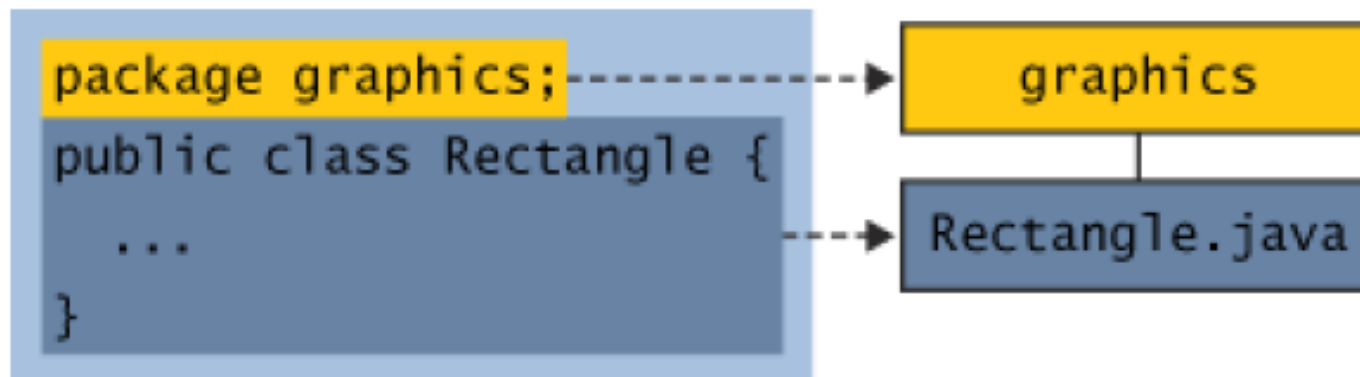 package graphics;
public class Rectangle {
...
}
graphics
Rectangle.java